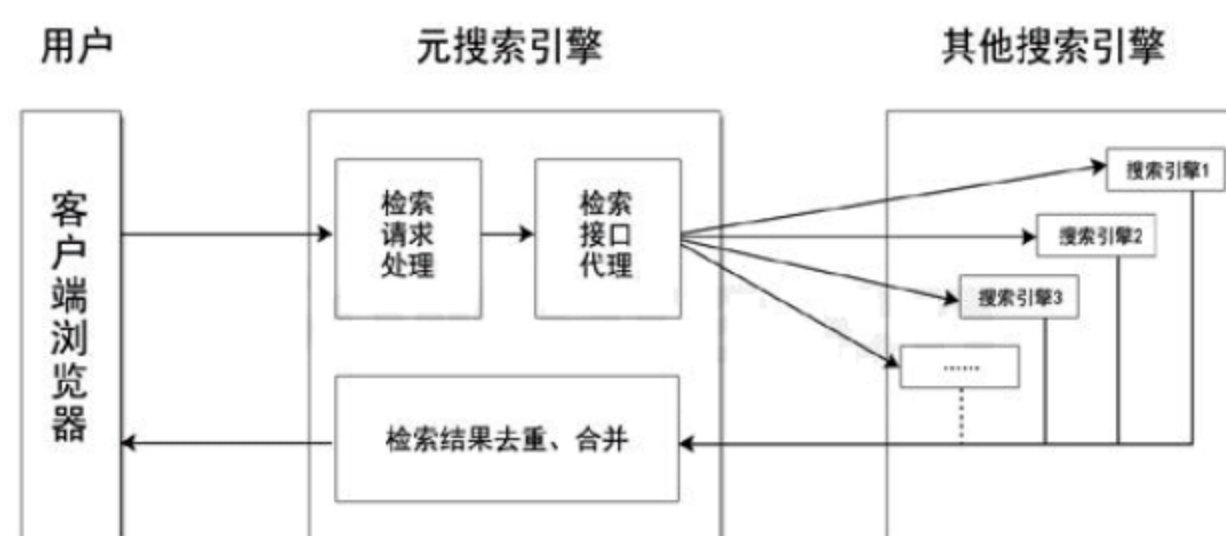 用户
元搜索引擎
其他搜索引擎
客户端浏览器
检索
请求
处理
检索
接口
代理
搜索引擎1
搜索引擎2
搜索引擎3
……
检索结果去重、合并